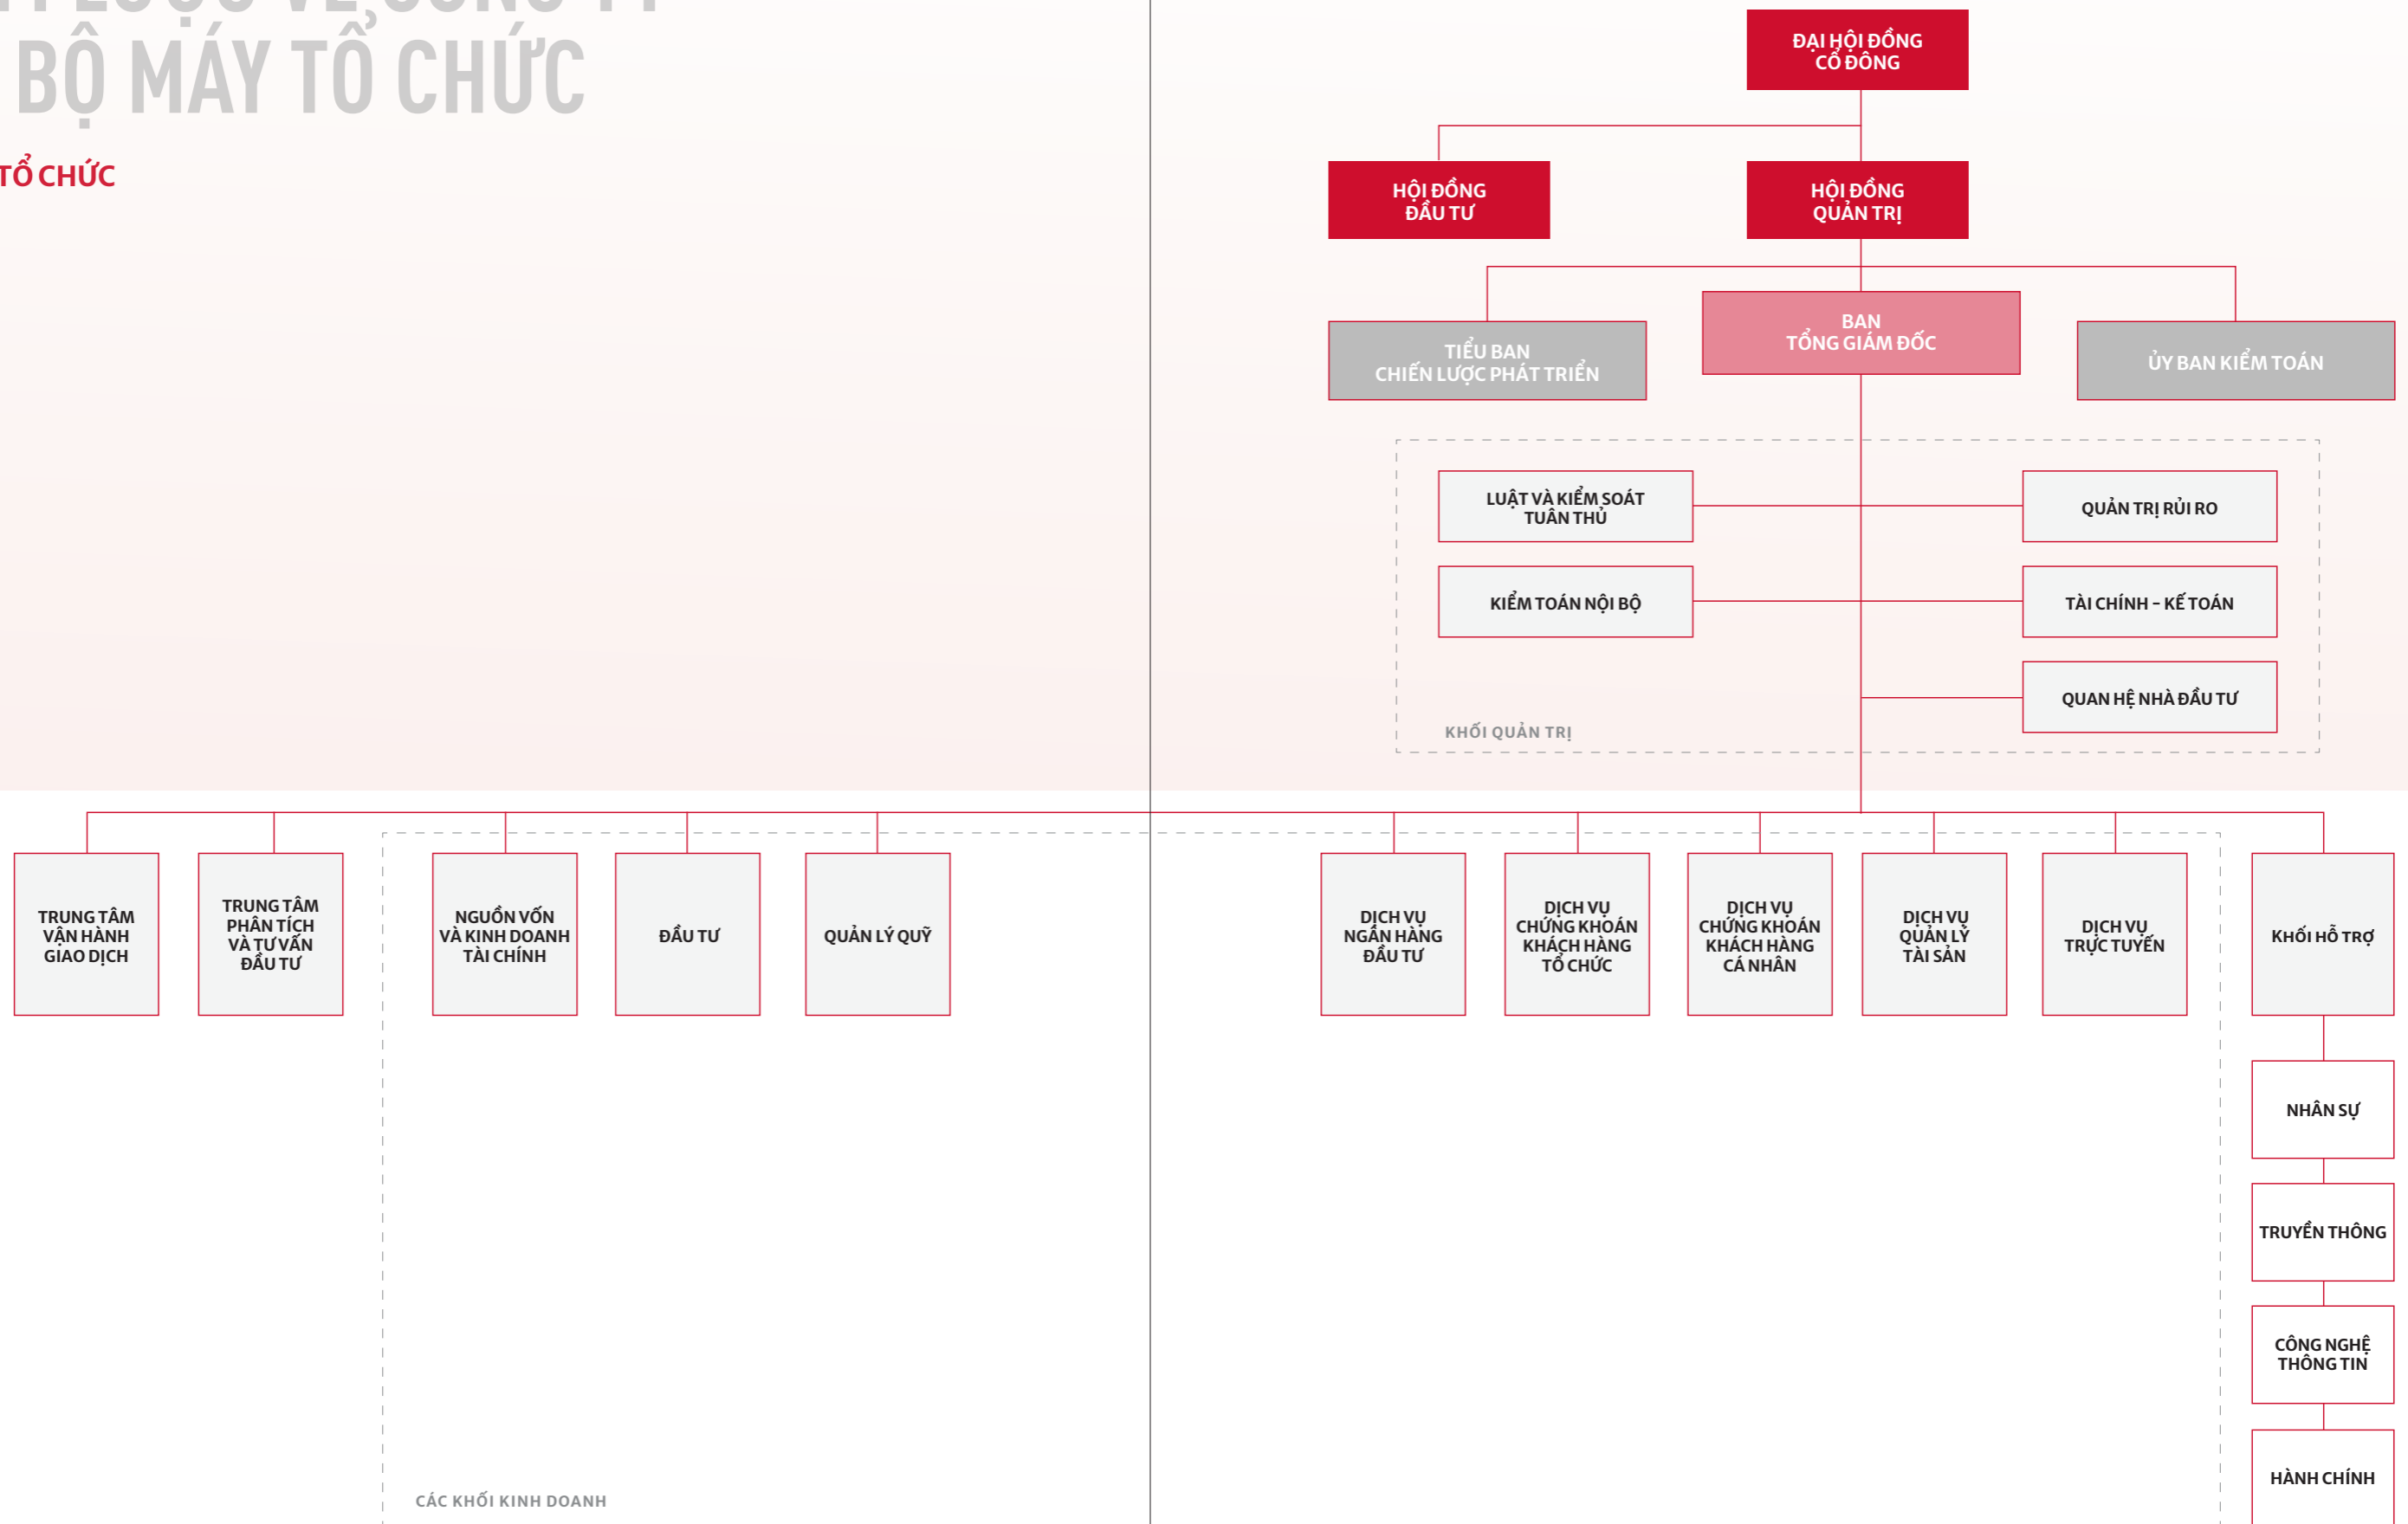 BỘ MÁY TỔ CHỨC
TỔ CHỨC
ĐẠI HỘI ĐỒNG
CỔ ĐÔNG
HỘI ĐỒNG
ĐẦU TƯ
HỘI ĐỒNG
QUẢN TRỊ
TIỂU BAN
CHIẾN LƯỢC PHÁT TRIỂN
BAN
TỔNG GIÁM ĐỐC
ỦY BAN KIỂM TOÁN
LUẬT VÀ KIỂM SOÁT
TUÂN THỦ
QUẢN TRỊ RỦI RO
KIỂM TOÁN NỘI BỘ
TÀI CHÍNH - KẾ TOÁN
QUAN HỆ NHÀ ĐẦU TƯ
KHỐI QUẢN TRỊ
TRUNG TÂM
VẬN HÀNH
GIAO DỊCH
TRUNG TÂM
PHÂN TÍCH
VÀ TƯ VẤN
ĐẦU TƯ
NGUỒN VỐN
VÀ KINH DOANH
TÀI CHÍNH
ĐẦU TƯ
QUẢN LÝ QUỸ
DỊCH VỤ
NGÂN HÀNG
ĐẦU TƯ
DỊCH VỤ
CHỨNG KHOÁN
KHÁCH HÀNG
TỔ CHỨC
DỊCH VỤ
CHỨNG KHOÁN
KHÁCH HÀNG
CÁ NHÂN
DỊCH VỤ
QUẢN LÝ
TÀI SẢN
DỊCH VỤ
TRỰC TUYẾN
KHỐI HỖ TRỢ
NHÂN SỰ
TRUYỀN THÔNG
CÔNG NGHỆ
THÔNG TIN
HÀNH CHÍNH
CÁC KHỐI KINH DOANH